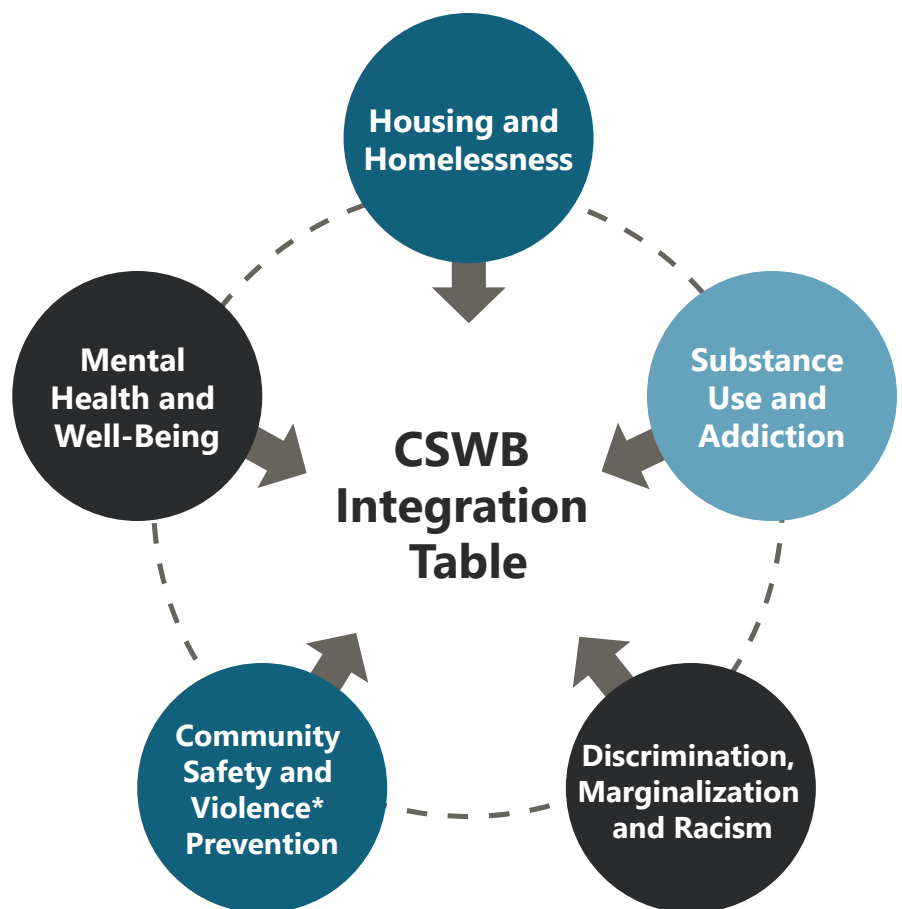 Housing and
Homelessness
Mental
Health and
Well-Being
Substance
Use and
Addiction
CSWB
Integration
Table
Community
Safety and
Violence*
Prevention
Discrimination,
Marginalization
and Racism